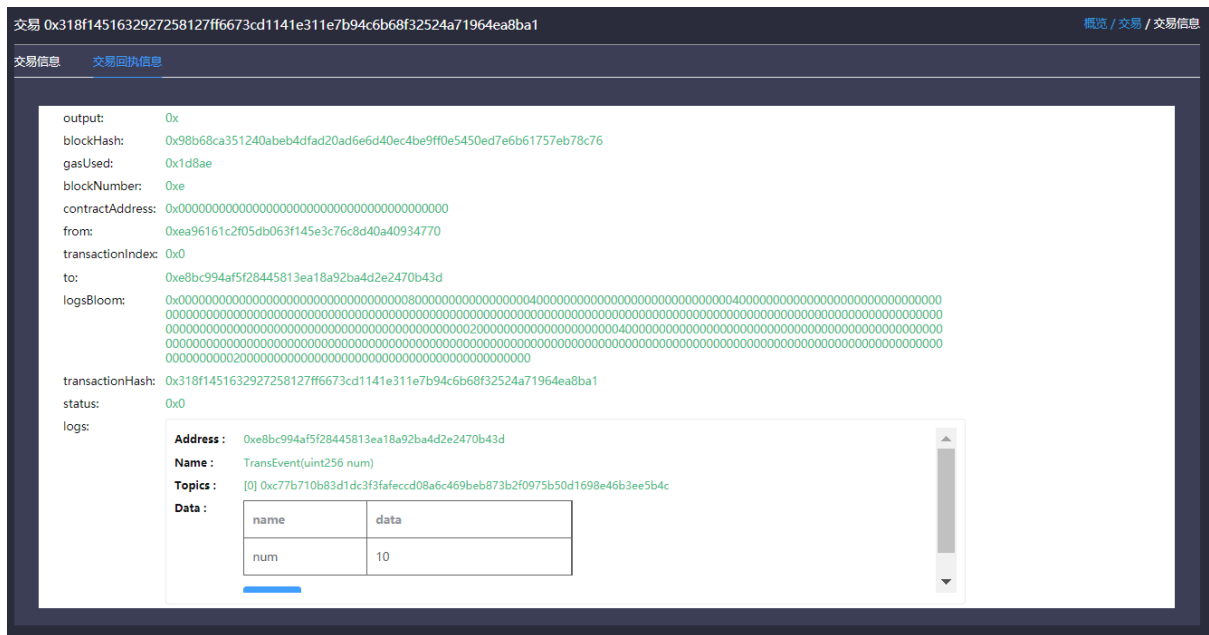 交易 0x318f1451632927258127ff6673cd1141e311e7b94c6b68f32524a71964ea8ba1
概览 / 交易 / 交易信息
交易信息 交易回执信息
output: 0x
blockHash: 0x98b68ca351240abeb4dfad20ad6e6d40ec4be9ff0e5450ed7e6b61757eb78c76
gasUsed: 0x1d8ae
blockNumber: 0xe
contractAddress: 0x0000000000000000000000000000000000000000
from: 0xea96161c2f05db063f145e3c76c8d40a40934770
transactionIndex: 0x0
to: 0xe8bc994af5f28445813ea18a92ba4d2e2470b43d
logsBloom:
transactionHash: 0x318f1451632927258127ff6673cd1141e311e7b94c6b68f32524a71964ea8ba1
status: 0x0
logs:
Address : 0xe8bc994af5f28445813ea18a92ba4d2e2470b43d
Name : TransEvent(uint256 num)
Topics : [0] 0xc77b710b83d1dc3f3fafeccd08a6c469beb873b2f0975b50d1698e46b3ee5b4c
Data :
name data
num 10